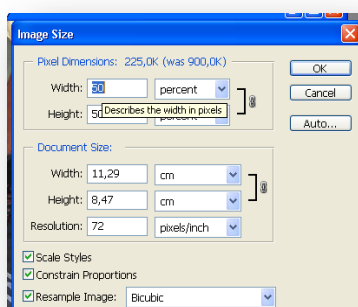 Image Size
Pixel Dimensions: 225,0K (was 900,0K)
OK
Width: 50 percent
Cancel
Describes the width in pixels
Height: 50
Auto...
Document Size:
Width: 11,29 cm
Height: 8,47 cm
Resolution: 72 pixels/inch
Scale Styles
Constrain Proportions
Resample Image: Bicubic